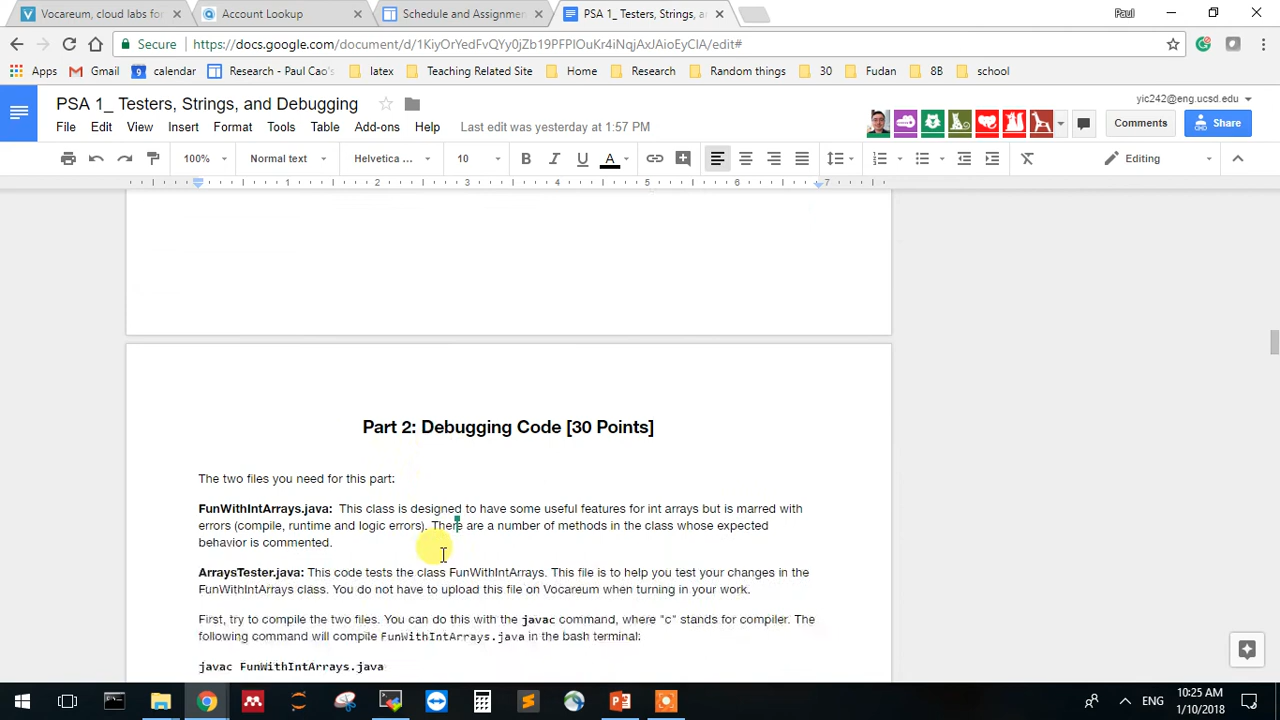 Vocareum, cloud labs for
Account Lookup
Schedule and Assignmen
PSA 1_ Testers, Strings, a
Paul
Secure
https://docs.google.com/document/d/1KiyOrYedFvQYg0jZb19PFPlOuKr4iNqjAxJAioEyCIA/edit#
Apps
Gmail
9
calendar
Research - Paul Cao's
latex
Teaching Related Site
Home
Research
Random things
30
Fudan
8B
school
PSA 1_ Testers, Strings, and Debugging
yic242@eng.ucsd.edu
File Edit View Insert Format Tools Table Add-ons Help
Last edit was yesterday at 1:57 PM
Comments
Share
100%
Normal text
Helvetica ...
10
B I U A
Editing
1 2 3 4 5 6 7
Part 2: Debugging Code [30 Points]
The two files you need for this part:
FunWithIntArrays.java: This class is designed to have some useful features for int arrays but is marred with
errors (compile, runtime and logic errors). There are a number of methods in the class whose expected
behavior is commented.
ArraysTester.java: This code tests the class FunWithIntArrays. This file is to help you test your changes in the
FunWithIntArrays class. You do not have to upload this file on Vocareum when turning in your work.
First, try to compile the two files. You can do this with the javac command, where "c" stands for compiler. The
following command will compile FunWithIntArrays.java in the bash terminal:
javac FunWithIntArrays.java
ENG
10:25 AM
1/10/2018